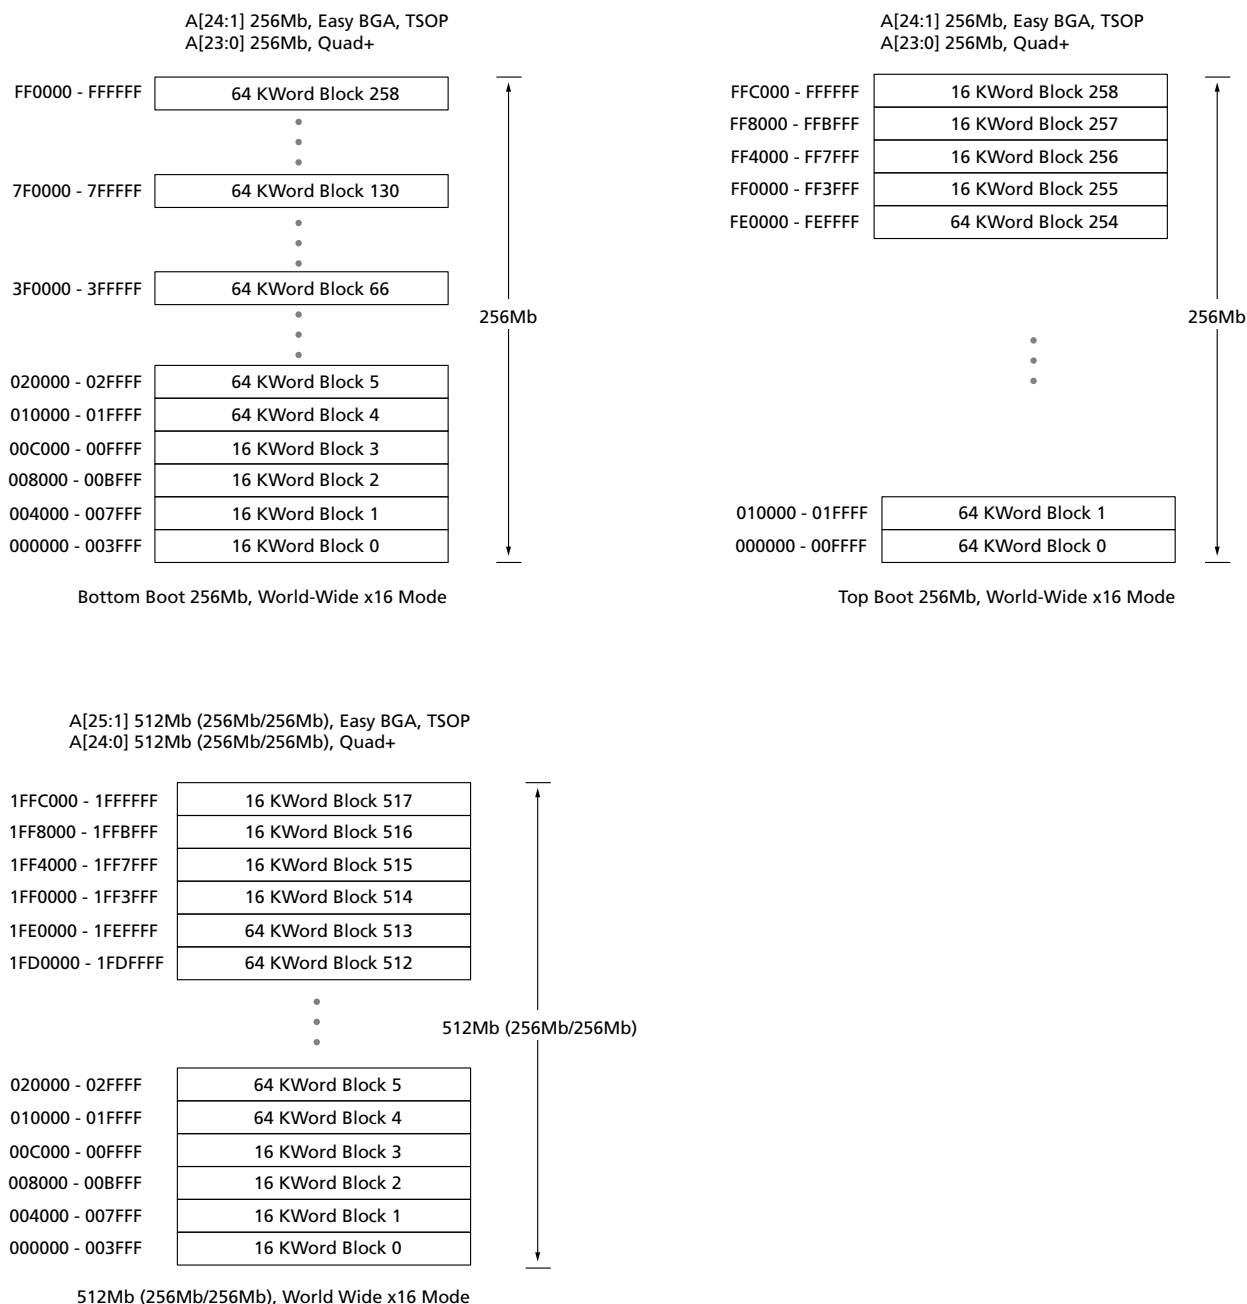 A[24:1] 256Mb, Easy BGA, TSOP
A[23:0] 256Mb, Quad+
FF0000 - FFFFFF 64 KWord Block 258
7F0000 - 7FFFFF 64 KWord Block 130
3F0000 - 3FFFFF 64 KWord Block 66
256Mb
020000 - 02FFFF 64 KWord Block 5
010000 - 01FFFF 64 KWord Block 4
00C000 - 00FFFF 16 KWord Block 3
008000 - 00BFFF 16 KWord Block 2
004000 - 007FFF 16 KWord Block 1
000000 - 003FFF 16 KWord Block 0
Bottom Boot 256Mb, World-Wide x16 Mode
A[24:1] 256Mb, Easy BGA, TSOP
A[23:0] 256Mb, Quad+
FFC000 - FFFFFF 16 KWord Block 258
FF8000 - FFBFFF 16 KWord Block 257
FF4000 - FF7FFF 16 KWord Block 256
FF0000 - FF3FFF 16 KWord Block 255
FE0000 - FEFFFF 64 KWord Block 254
256Mb
010000 - 01FFFF 64 KWord Block 1
000000 - 00FFFF 64 KWord Block 0
Top Boot 256Mb, World-Wide x16 Mode
A[25:1] 512Mb (256Mb/256Mb), Easy BGA, TSOP
A[24:0] 512Mb (256Mb/256Mb), Quad+
1FFC000 - 1FFFFFF 16 KWord Block 517
1FF8000 - 1FFBFFF 16 KWord Block 516
1FF4000 - 1FF7FFF 16 KWord Block 515
1FF0000 - 1FF3FFF 16 KWord Block 514
1FE0000 - 1FEFFFF 64 KWord Block 513
1FD0000 - 1FDFFFF 64 KWord Block 512
512Mb (256Mb/256Mb)
020000 - 02FFFF 64 KWord Block 5
010000 - 01FFFF 64 KWord Block 4
00C000 - 00FFFF 16 KWord Block 3
008000 - 00BFFF 16 KWord Block 2
004000 - 007FFF 16 KWord Block 1
000000 - 003FFF 16 KWord Block 0
512Mb (256Mb/256Mb), World Wide x16 Mode